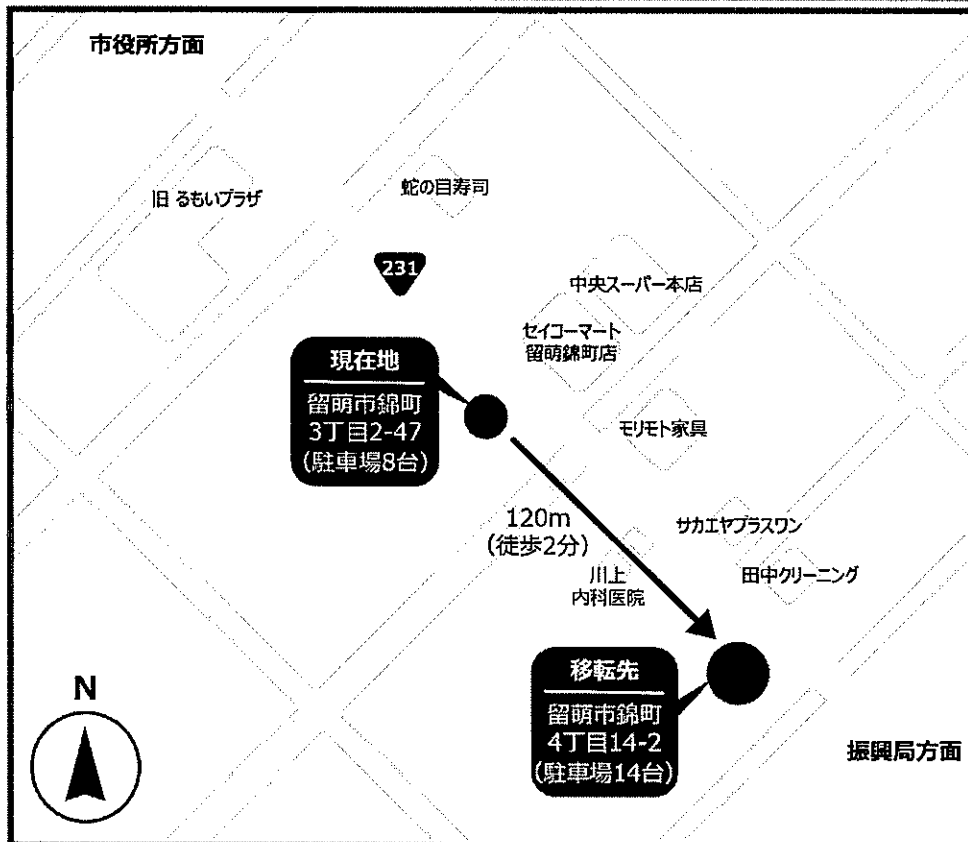 市役所方面
旧 るもいプラザ
蛇の目寿司
231
中央スーパー本店
セイコーマート
留萌錦町店
現在地
留萌市錦町
3丁目2-47
(駐車場8台)
モリモト家具
120m
(徒歩2分)
サカエヤプラスワン
川上
内科医院
田中クリーニング
移転先
留萌市錦町
4丁目14-2
(駐車場14台)
N
振興局方面